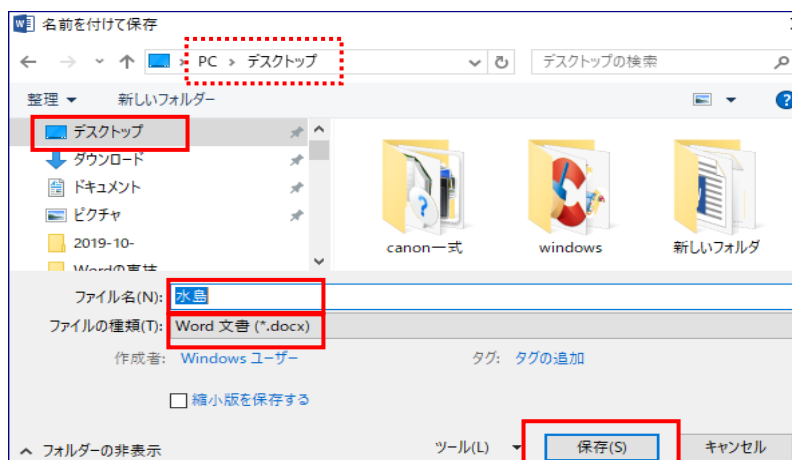 名前を付けて保存
PC › デスクトップ
デスクトップの検索
整理
新しいフォルダー
デスクトップ
ダウンロード
ドキュメント
ピクチャ
2019-10-
canon一式
windows
新しいフォルダ
ファイル名(N): 水島
ファイルの種類(T): Word 文書 (*.docx)
作成者: Windows ユーザー
タグ: タグの追加
縮小版を保存する
フォルダーの非表示
ツール(L)
保存(S)
キャンセル